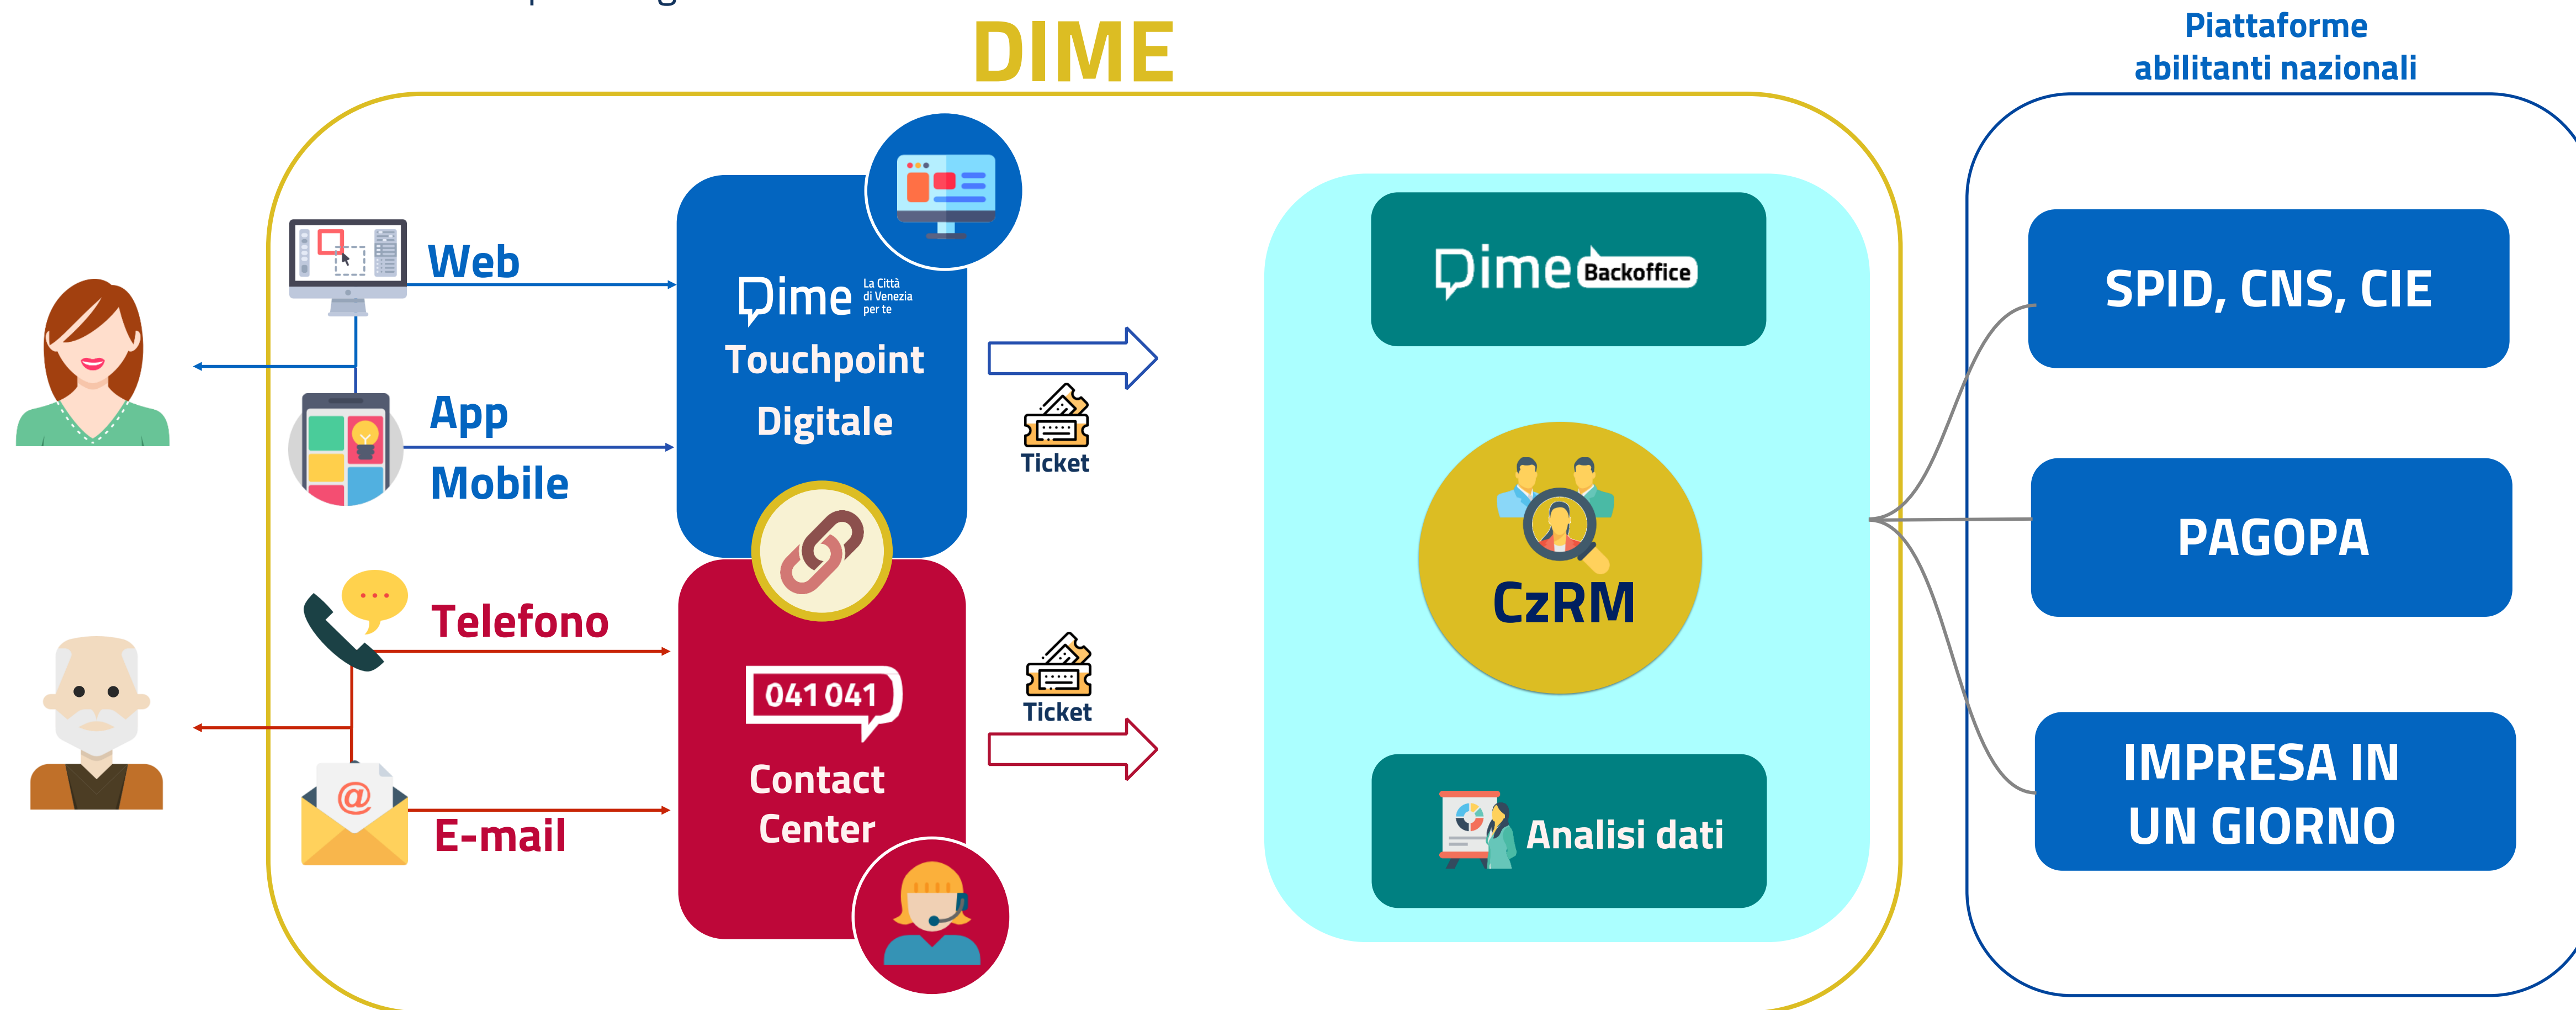 DIME
Piattaforme
abilitanti nazionali
Web
App
Mobile
Telefono
E-mail
Dime La Città
di Venezia
per te
Touchpoint
Digitale
041 041
Contact
Center
Ticket
Ticket
Dime Backoffice
CzRM
Analisi dati
SPID, CNS, CIE
PAGOPA
IMPRESA IN
UN GIORNO